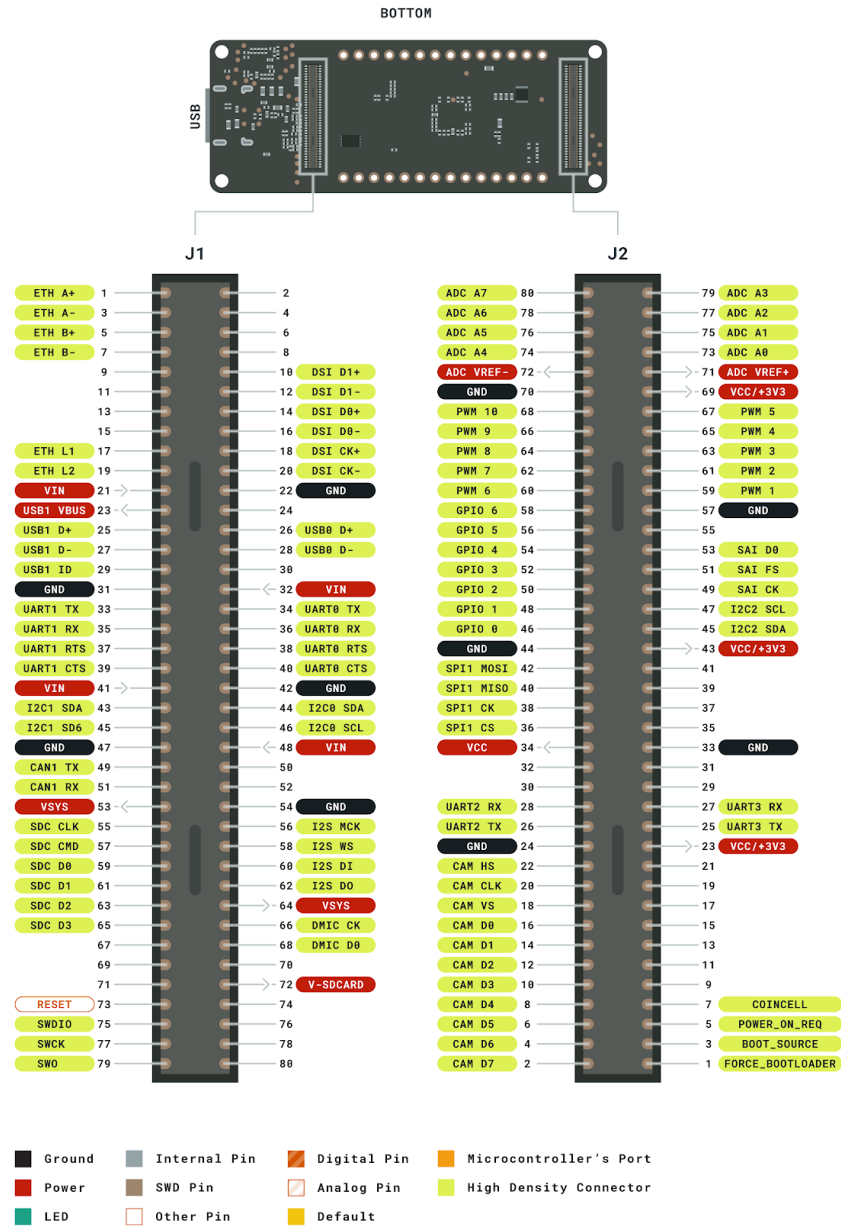 BOTTOM
USB
J1 J2
ETH A+ 1 2 ADC A7 80 79 ADC A3
ETH A- 3 4 ADC A6 78 77 ADC A2
ETH B+ 5 6 ADC A5 76 75 ADC A1
ETH B- 7 8 ADC A4 74 73 ADC A0
9 10 DSI D1+ ADC VREF- 72 71 ADC VREF+
11 12 DSI D1- GND 70 69 VCC/+3V3
13 14 DSI D0+ PWM 10 68 67 PWM 5
15 16 DSI D0- PWM 9 66 65 PWM 4
ETH L1 17 18 DSI CK+ PWM 8 64 63 PWM 3
ETH L2 19 20 DSI CK- PWM 7 62 61 PWM 2
VIN 21 22 GND PWM 6 60 59 PWM 1
USB1 VBUS 23 24 GPIO 6 58 57 GND
USB1 D+ 25 26 USB0 D+ GPIO 5 56 55
USB1 D- 27 28 USB0 D- GPIO 4 54 53 SAI D0
USB1 ID 29 30 GPIO 3 52 51 SAI FS
GND 31 32 VIN GPIO 2 50 49 SAI CK
UART1 TX 33 34 UART0 TX GPIO 1 48 47 I2C2 SCL
UART1 RX 35 36 UART0 RX GPIO 0 46 45 I2C2 SDA
UART1 RTS 37 38 UART0 RTS GND 44 43 VCC/+3V3
UART1 CTS 39 40 UART0 CTS SPI1 MOSI 42 41
VIN 41 42 GND SPI1 MISO 40 39
I2C1 SDA 43 44 I2C0 SDA SPI1 CK 38 37
I2C1 SD6 45 46 I2C0 SCL SPI1 CS 36 35
GND 47 48 VIN VCC 34 33 GND
CAN1 TX 49 50 32 31
CAN1 RX 51 52 30 29
VSYS 53 54 GND UART2 RX 28 27 UART3 RX
SDC CLK 55 56 I2S MCK UART2 TX 26 25 UART3 TX
SDC CMD 57 58 I2S WS GND 24 23 VCC/+3V3
SDC D0 59 60 I2S DI CAM HS 22 21
SDC D1 61 62 I2S DO CAM CLK 20 19
SDC D2 63 64 VSYS CAM VS 18 17
SDC D3 65 66 DMIC CK CAM D0 16 15
67 68 DMIC D0 CAM D1 14 13
69 70 CAM D2 12 11
71 72 V-SDCARD CAM D3 10 9
RESET 73 74 CAM D4 8 7 COINCELL
SWDIO 75 76 CAM D5 6 5 POWER_ON_REQ
SWCK 77 78 CAM D6 4 3 BOOT_SOURCE
SWO 79 80 CAM D7 2 1 FORCE_BOOTLOADER
Ground Internal Pin Digital Pin Microcontroller's Port
Power SWD Pin Analog Pin High Density Connector
LED Other Pin Default